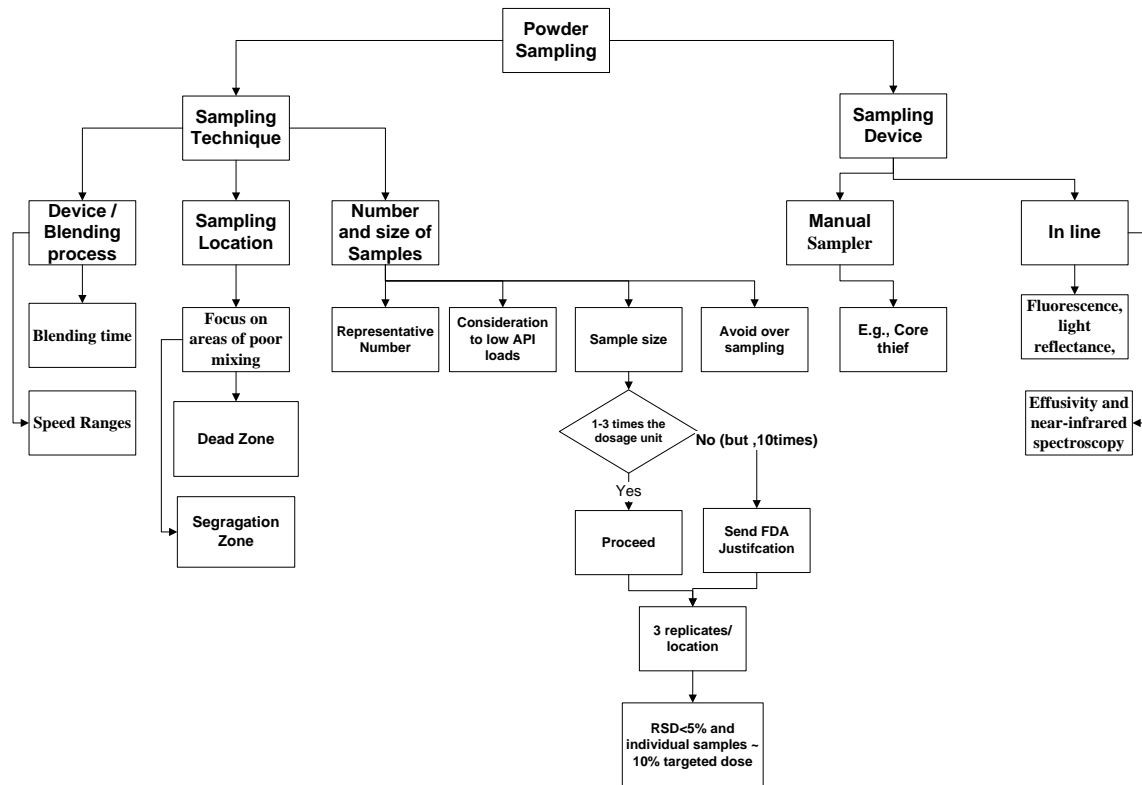 Powder
Sampling
Sampling
Technique
Sampling
Device
Device /
Blending
process
Sampling
Location
Number
and size of
Samples
Manual
Sampler
In line
Blending time
Speed Ranges
Focus on
areas of poor
mixing
Dead Zone
Segragation
Zone
Representative
Number
Consideration
to low API
loads
Sample size
Avoid over
sampling
E.g., Core
thief
Fluorescence,
light
reflectance,
Effusivity and
near-infrared
spectroscopy
1-3 times the
dosage unit
No (but ,10times)
Yes
Proceed
Send FDA
Justifcation
3 replicates/
location
RSD<5% and
individual samples ~
10% targeted dose